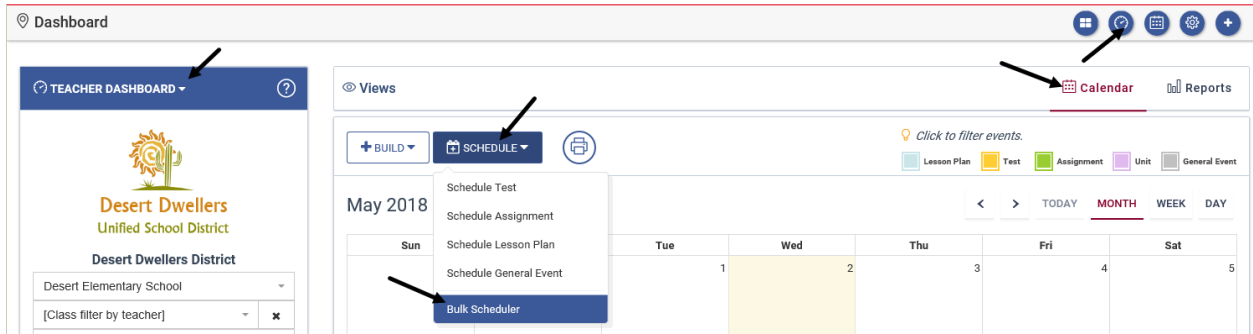 Dashboard
TEACHER DASHBOARD
?
Desert Dwellers
Unified School District
Desert Dwellers District
Desert Elementary School
[Class filter by teacher]
Views
Calendar
Reports
BUILD
SCHEDULE
Click to filter events.
Lesson Plan
Test
Assignment
Unit
General Event
Schedule Test
Schedule Assignment
Schedule Lesson Plan
Schedule General Event
Bulk Scheduler
May 2018
< > TODAY MONTH WEEK DAY
Sun Tue Wed Thu Fri Sat
1 2 3 4 5